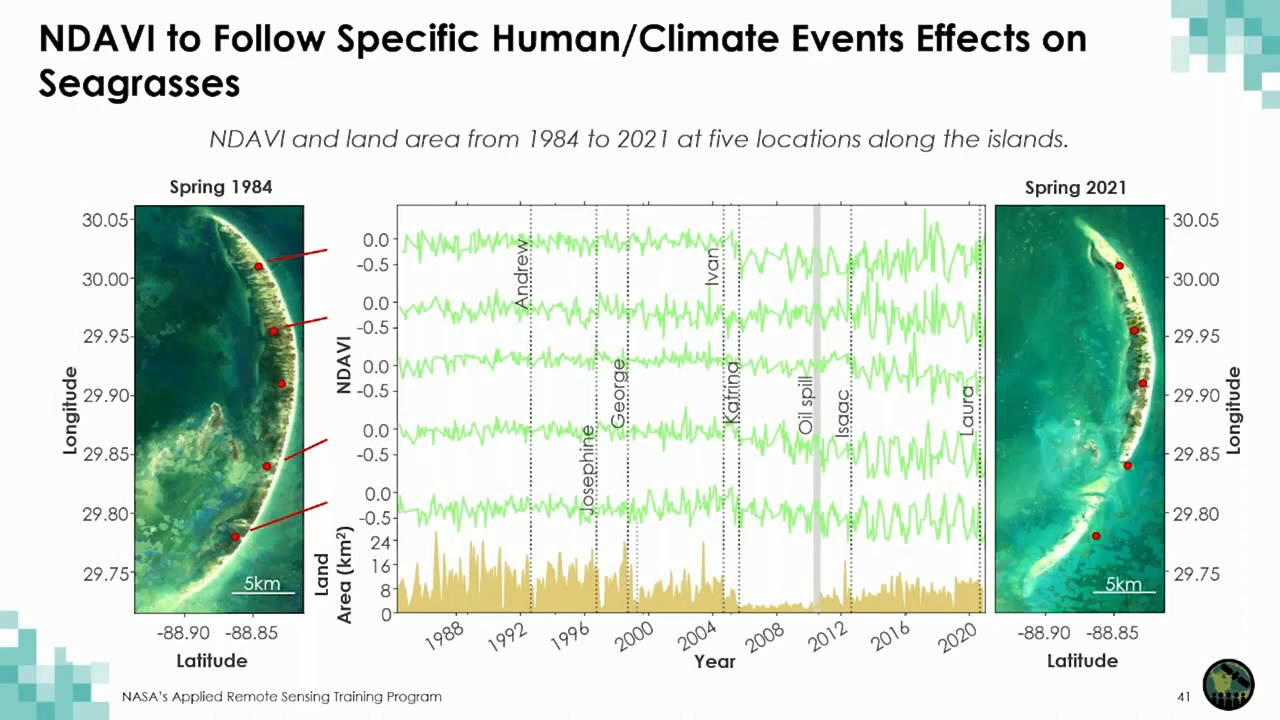 NDAVI to Follow Specific Human/Climate Events Effects on
Seagrasses
NDAVI and land area from 1984 to 2021 at five locations along the islands.
Spring 1984
30.05
30.00
29.95
29.90
29.85
29.80
29.75
Longitude
5km
-88.90 -88.85
Latitude
NDAVI
0.0
-0.5
0.0
-0.5
0.0
-0.5
0.0
-0.5
0.0
-0.5
Land
Area (km²)
24
16
8
0
Andrew
Josephine
George
Ivan
Katrina
Oil spill
Isaac
Laura
1988 1992 1996 2000 2004 2008 2012 2016 2020
Year
Spring 2021
30.05
30.00
29.95
29.90
29.85
29.80
29.75
Longitude
5km
-88.90 -88.85
Latitude
NASA's Applied Remote Sensing Training Program
41